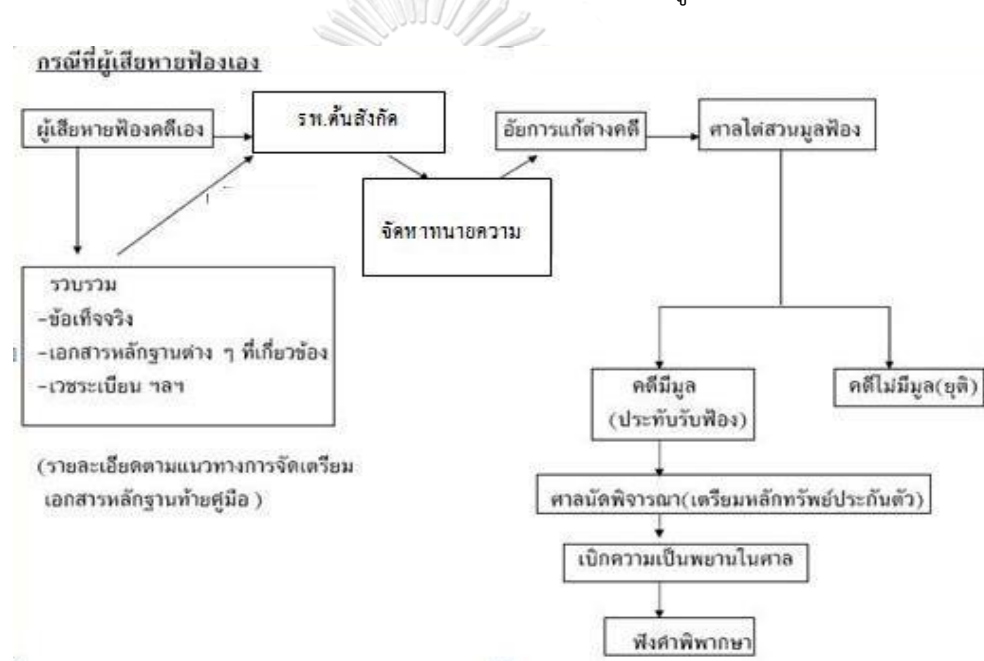 กรณีที่ผู้เสียหายฟ้องเอง
ผู้เสียหายฟ้องคดีเอง
รพ.ต้นสังกัด
อัยการแก้ต่างคดี
ศาลไต่สวนมูลฟ้อง
จัดหาทนายความ
รวบรวม
-ข้อเท็จจริง
-เอกสารหลักฐานต่าง ๆ ที่เกี่ยวข้อง
-เวชระเบียน ฯลฯ
(รายละเอียดตามแนวทางการจัดเตรียม
เอกสารหลักฐานท้ายคู่มือ )
คดีมีมูล
(ประทับรับฟ้อง)
คดีไม่มีมูล(ยุติ)
ศาลนัดพิจารณา(เตรียมหลักทรัพย์ประกันตัว)
เบิกความเป็นพยานในศาล
ฟังคำพิพากษา